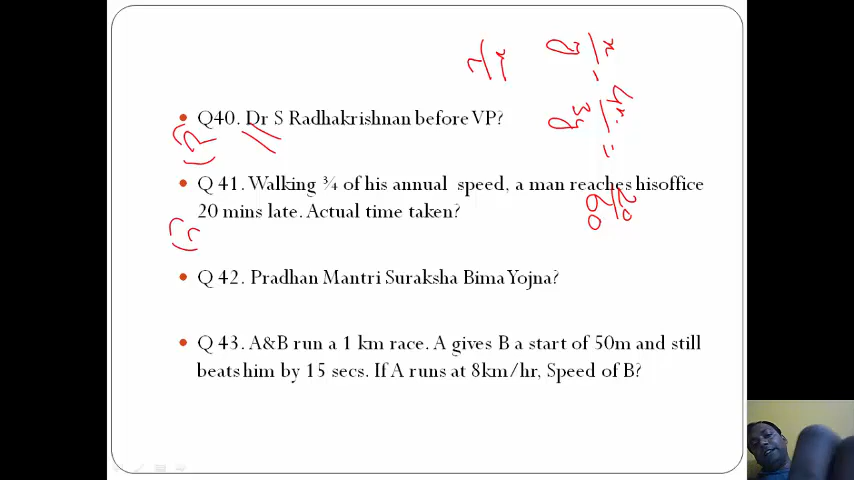 Q40. Dr S Radhakrishnan before VP?
Q 41. Walking ¾ of his annual speed, a man reaches hisoffice
20 mins late. Actual time taken?
Q 42. Pradhan Mantri Suraksha Bima Yojna?
Q 43. A&B run a 1 km race. A gives B a start of 50m and still
beats him by 15 secs. If A runs at 8km/hr, Speed of B?